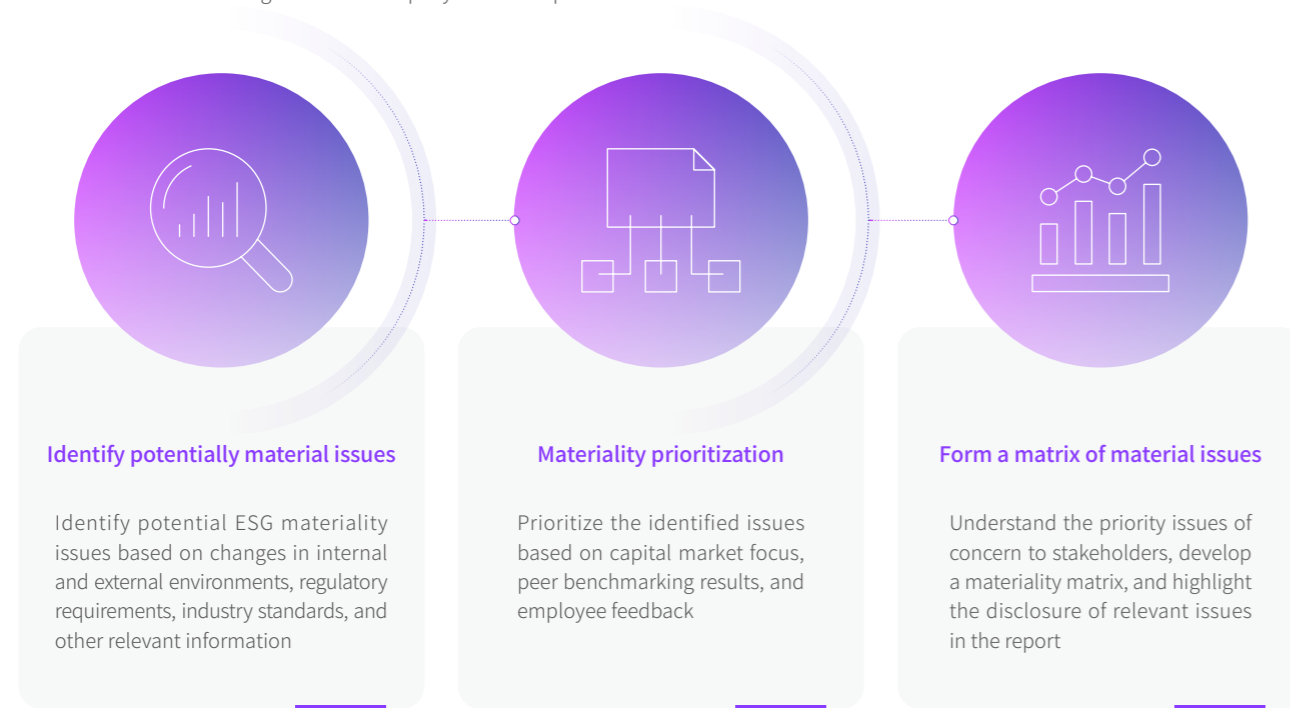 Identify potentially material issues
Identify potential ESG materiality
issues based on changes in internal
and external environments, regulatory
requirements, industry standards, and
other relevant information
Materiality prioritization
Prioritize the identified issues
based on capital market focus,
peer benchmarking results, and
employee feedback
Form a matrix of material issues
Understand the priority issues of
concern to stakeholders, develop
a materiality matrix, and highlight
the disclosure of relevant issues
in the report